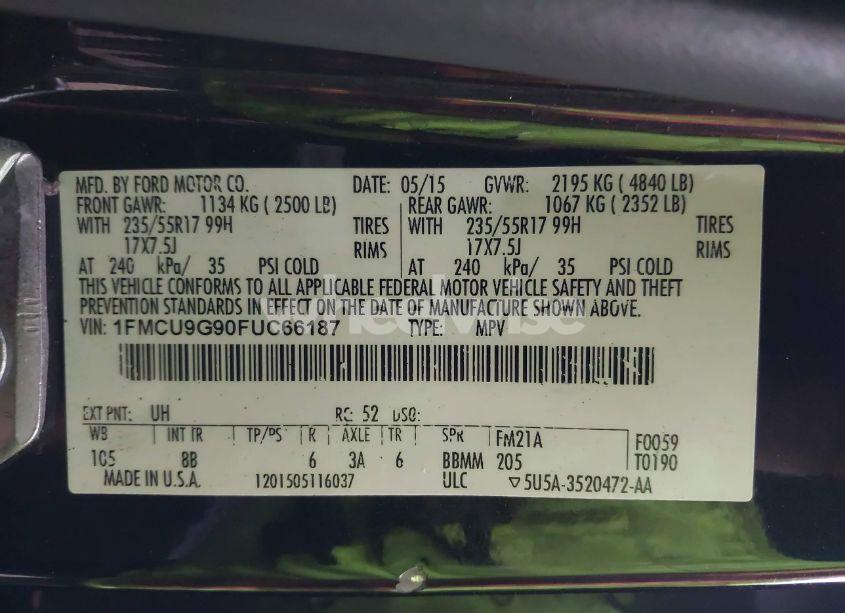 MFD. BY FORD MOTOR CO. DATE: 05/15 GVWR: 2195 KG ( 4840 LB)
FRONT GAWR: 1134 KG ( 2500 LB) REAR GAWR: 1067 KG ( 2352 LB)
WITH 235/55R17 99H TIRES WITH 235/55R17 99H TIRES
17X7.5J RIMS 17X7.5J RIMS
AT 240 kPa/ 35 PSI COLD AT 240 kPa/ 35 PSI COLD
THIS VEHICLE CONFORMS TO ALL APPLICABLE FEDERAL MOTOR VEHICLE SAFETY AND THEFT
PREVENTION STANDARDS IN EFFECT ON THE DATE OF MANUFACTURE SHOWN ABOVE.
VIN: 1FMCU9G90FUC66187 TYPE: MPV
EXT PNT: UH RC: 52 DSO:
WB INT TR TP/PS R AXLE TR SPR FM21A F0059
105 8B 6 3A 6 BBMM 205 T0190
MADE IN U.S.A. 1201505116037 ULC 5U5A-3520472-AA